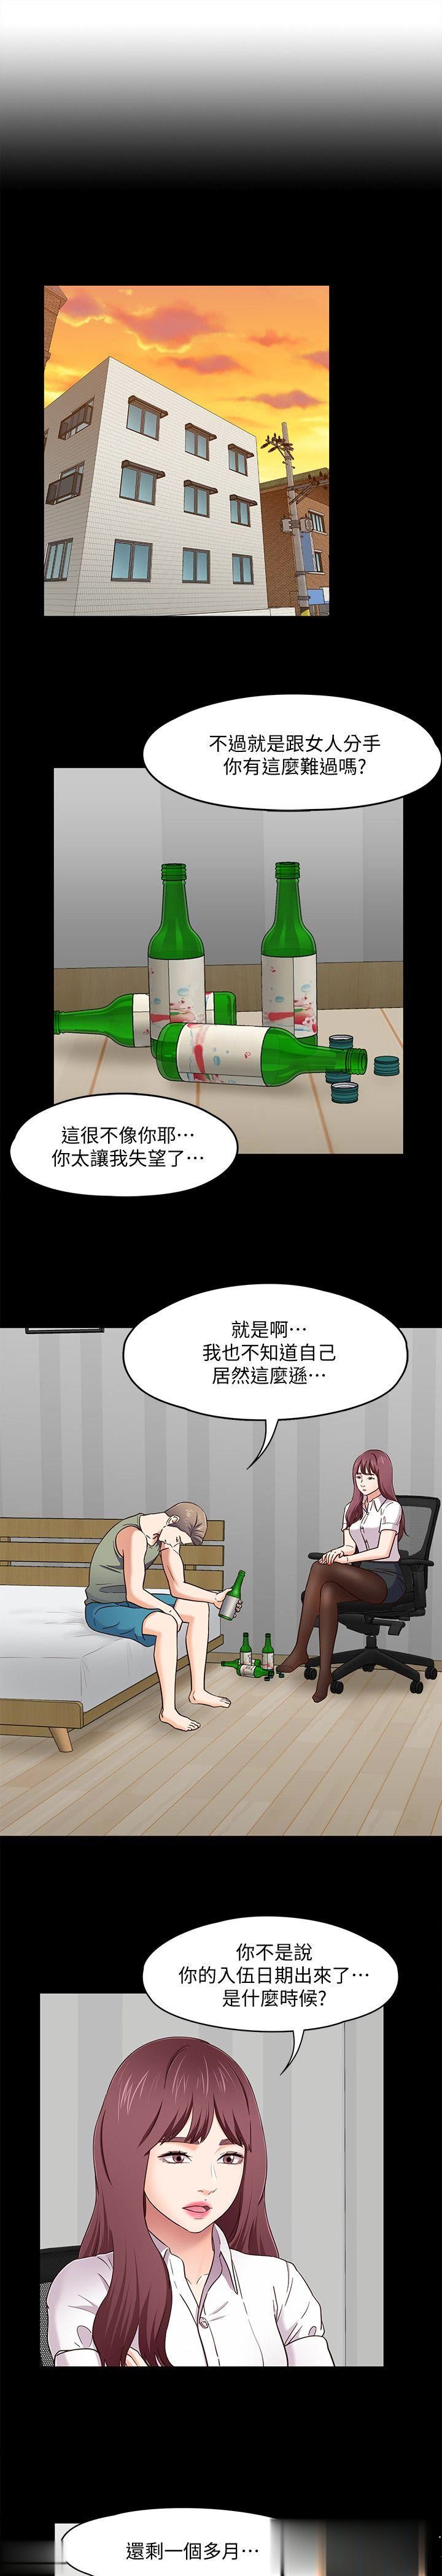 不過就是跟女人分手
你有這麼難過嗎?
這很不像你耶…
你太讓我失望了…
就是啊…
我也不知道自己
居然這麼遜…
你不是說
你的入伍日期出來了…
是什麼時候?
還剩一個多月…